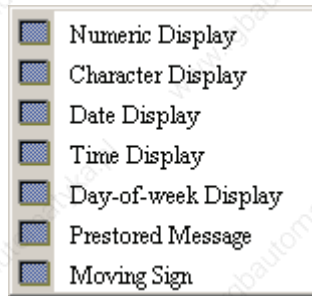 Numeric Display
Character Display
Date Display
Time Display
Day-of-week Display
Prestored Message
Moving Sign